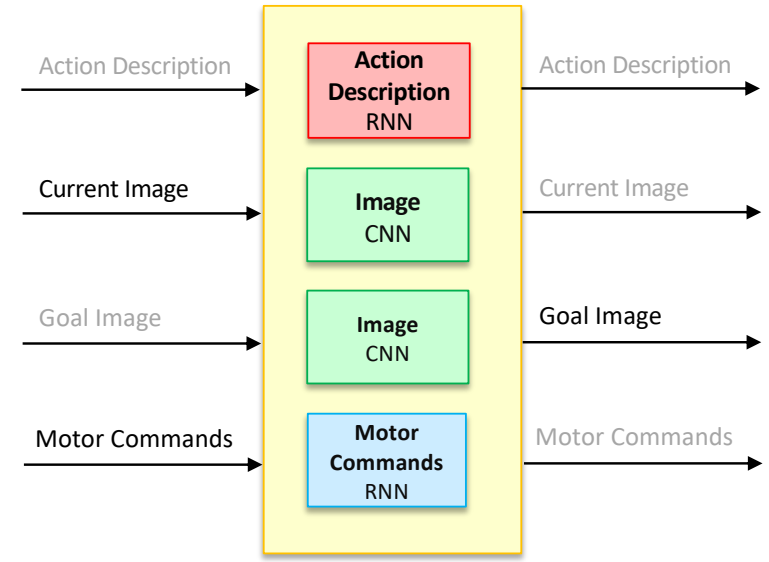 Action Description
Action
Description
RNN
Action Description
Current Image
Image
CNN
Current Image
Goal Image
Image
CNN
Goal Image
Motor Commands
Motor
Commands
RNN
Motor Commands